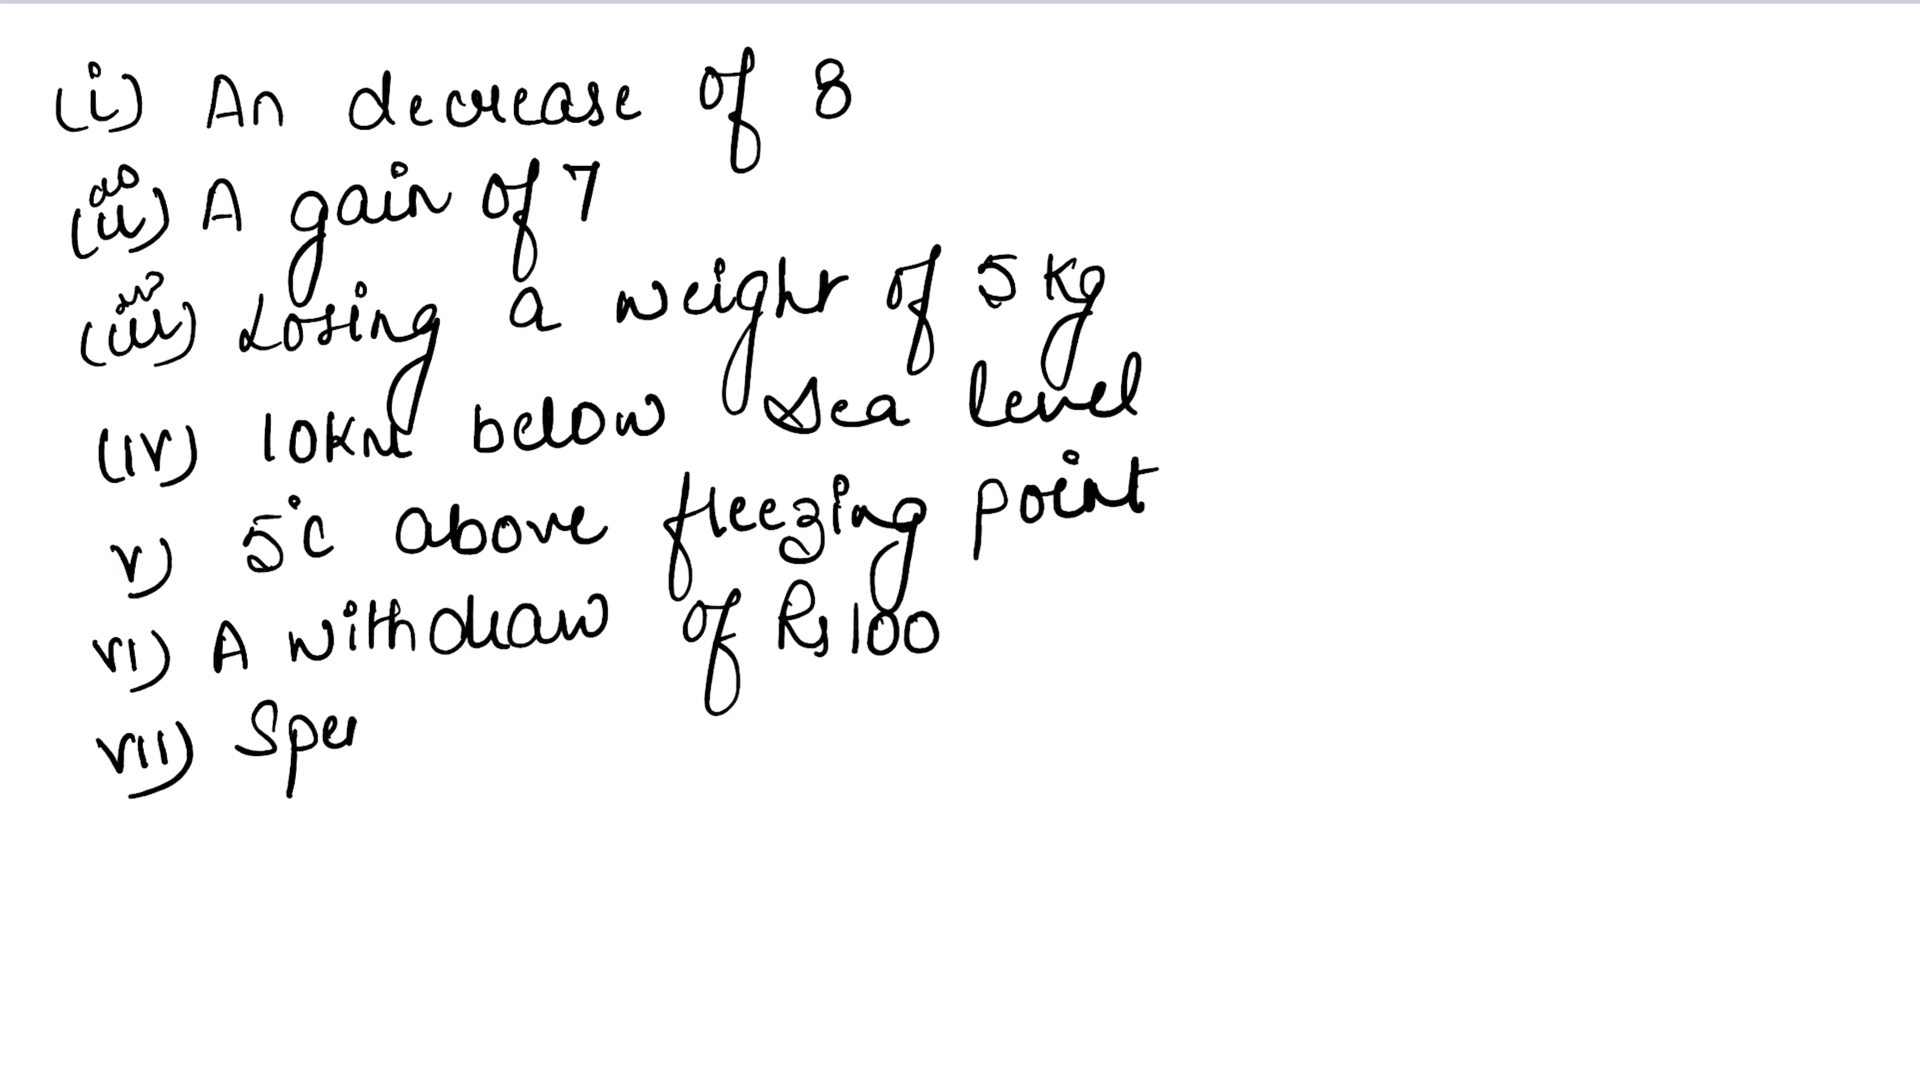 (i) An decrease of 8
(ii) A gain of 7
(iii) Losing a weight of 5 kg
(iv) 10KM below sea level
v) 5°C above freezing point
vi) A withdraw of Rs 100
vii) Spe